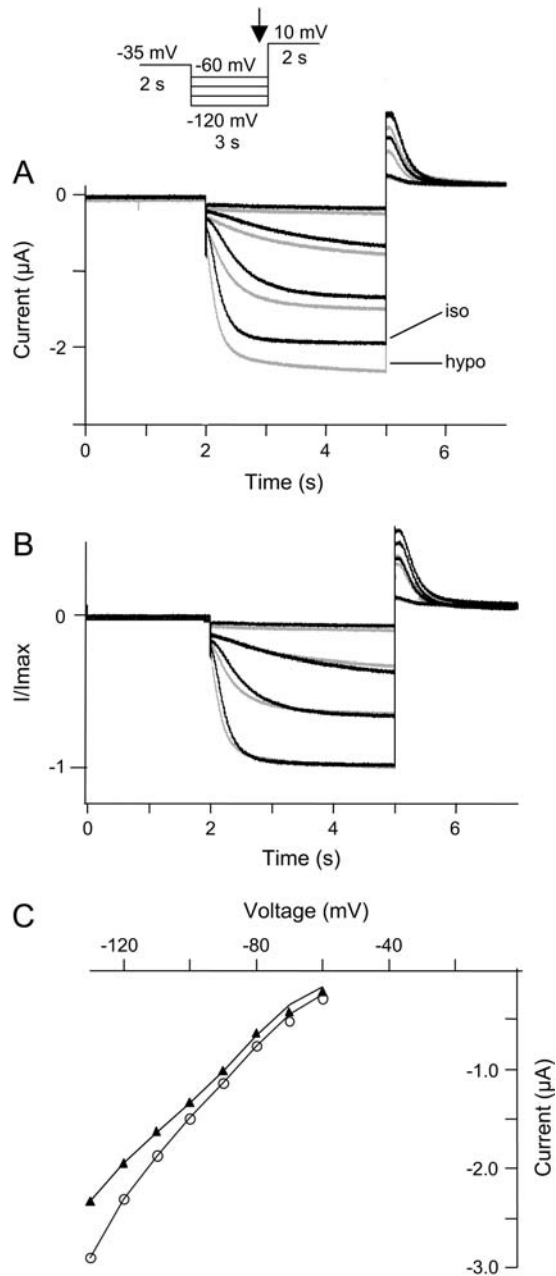 10 mV
-35 mV
-60 mV
2 s
2 s
-120 mV
3 s
A
0
-2
Current (µA)
iso
hypo
0
2
4
6
Time (s)
B
0
-1
I/Imax
0
2
4
6
Time (s)
C
Voltage (mV)
-120
-80
-40
-1.0
-2.0
-3.0
Current (µA)